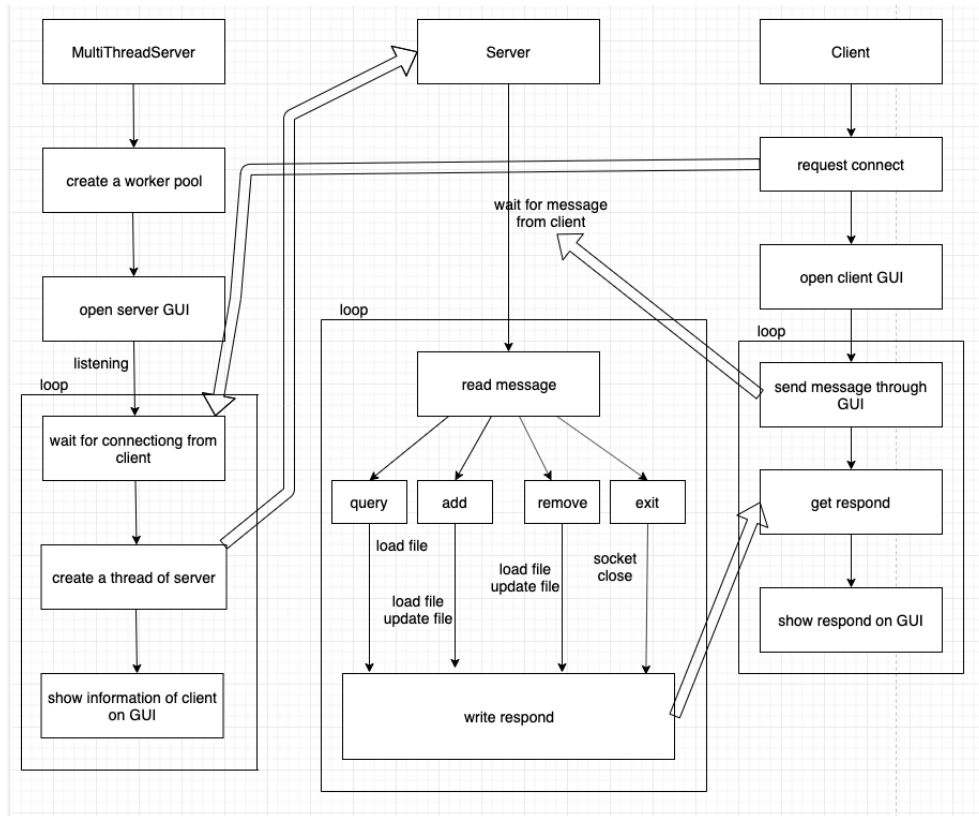 MultiThreadServer
create a worker pool
open server GUI
listening
loop
wait for connectiong from
client
create a thread of server
show information of client
on GUI
Server
wait for message
from client
loop
read message
query
add
remove
exit
load file
load file
update file
load file
update file
socket
close
write respond
Client
request connect
open client GUI
loop
send message through
GUI
get respond
show respond on GUI